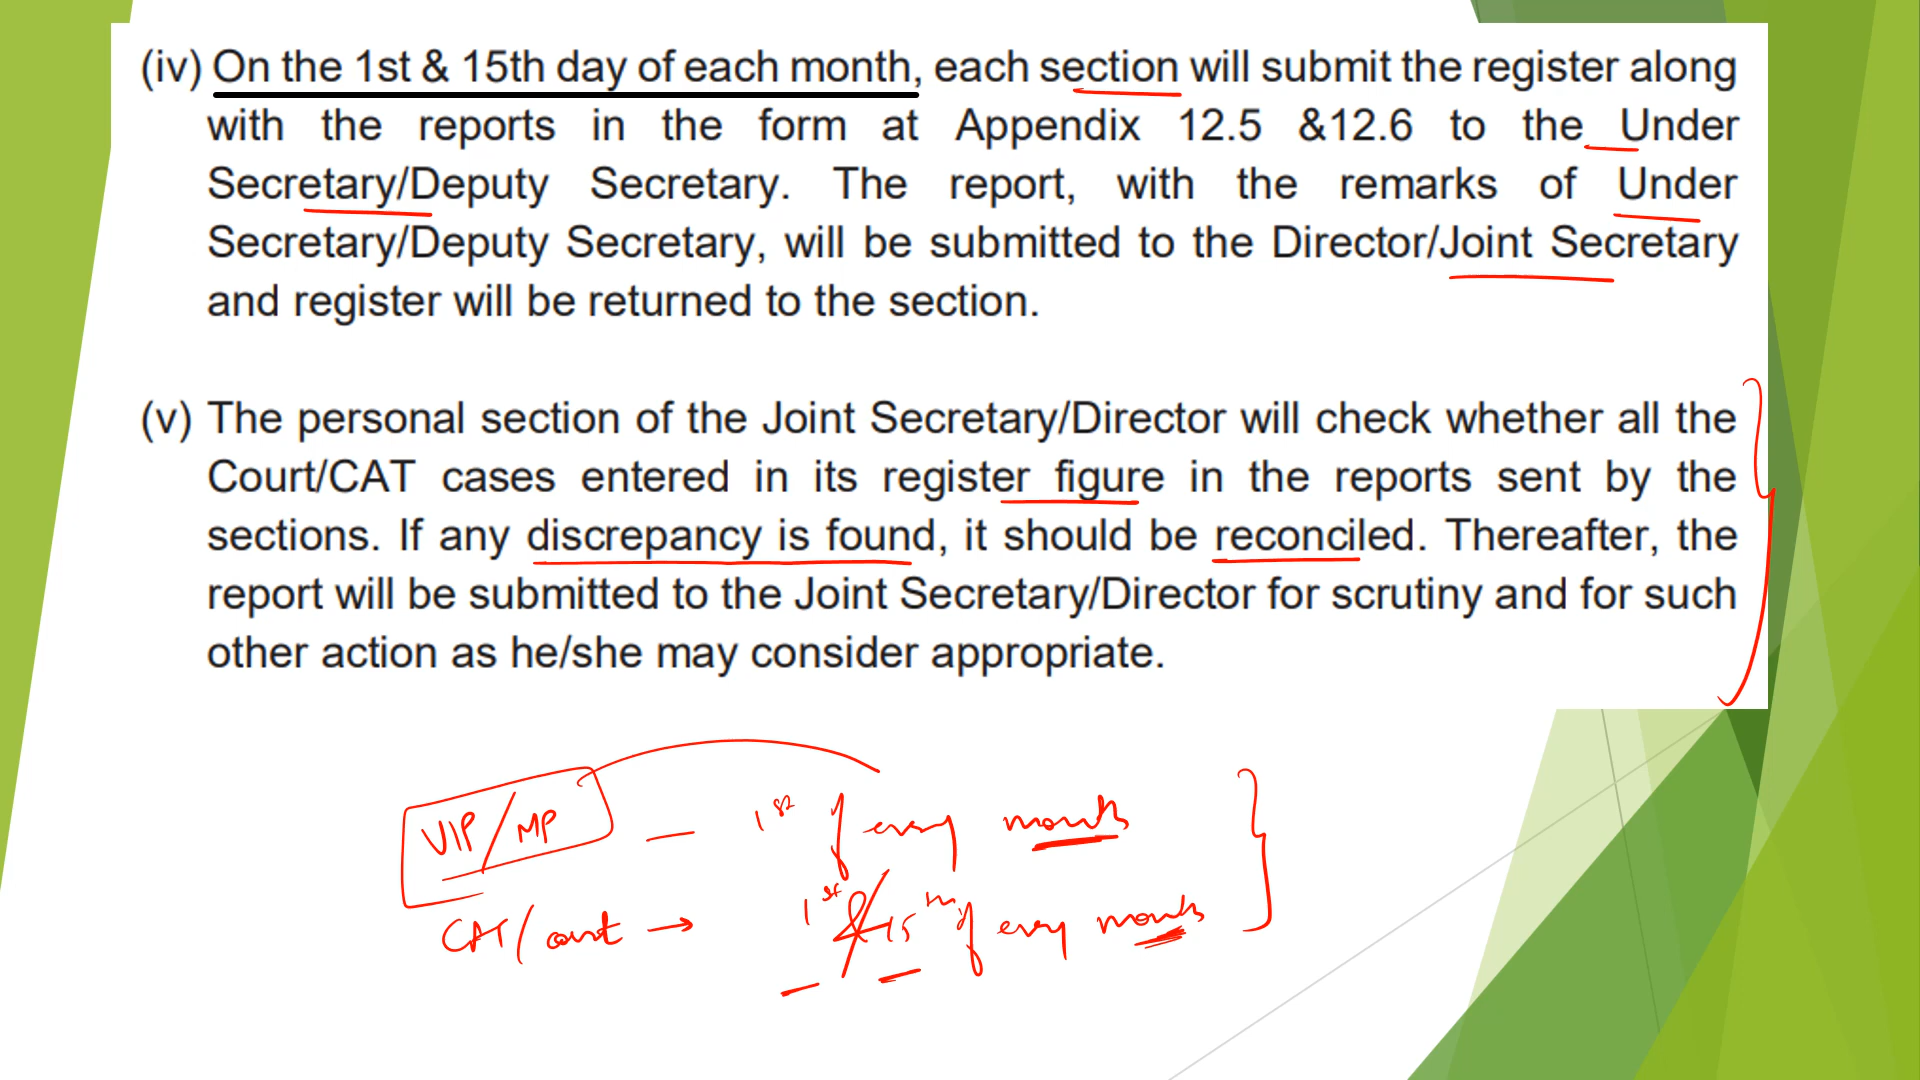 (iv) On the 1st & 15th day of each month, each section will submit the register along
with the reports in the form at Appendix 12.5 &12.6 to the Under
Secretary/Deputy Secretary. The report, with the remarks of Under
Secretary/Deputy Secretary, will be submitted to the Director/Joint Secretary
and register will be returned to the section.
(v) The personal section of the Joint Secretary/Director will check whether all the
Court/CAT cases entered in its register figure in the reports sent by the
sections. If any discrepancy is found, it should be reconciled. Thereafter, the
report will be submitted to the Joint Secretary/Director for scrutiny and for such
other action as he/she may consider appropriate.
VIP/MP — 1st of every month
CAT/court → 1st & 15th of every month